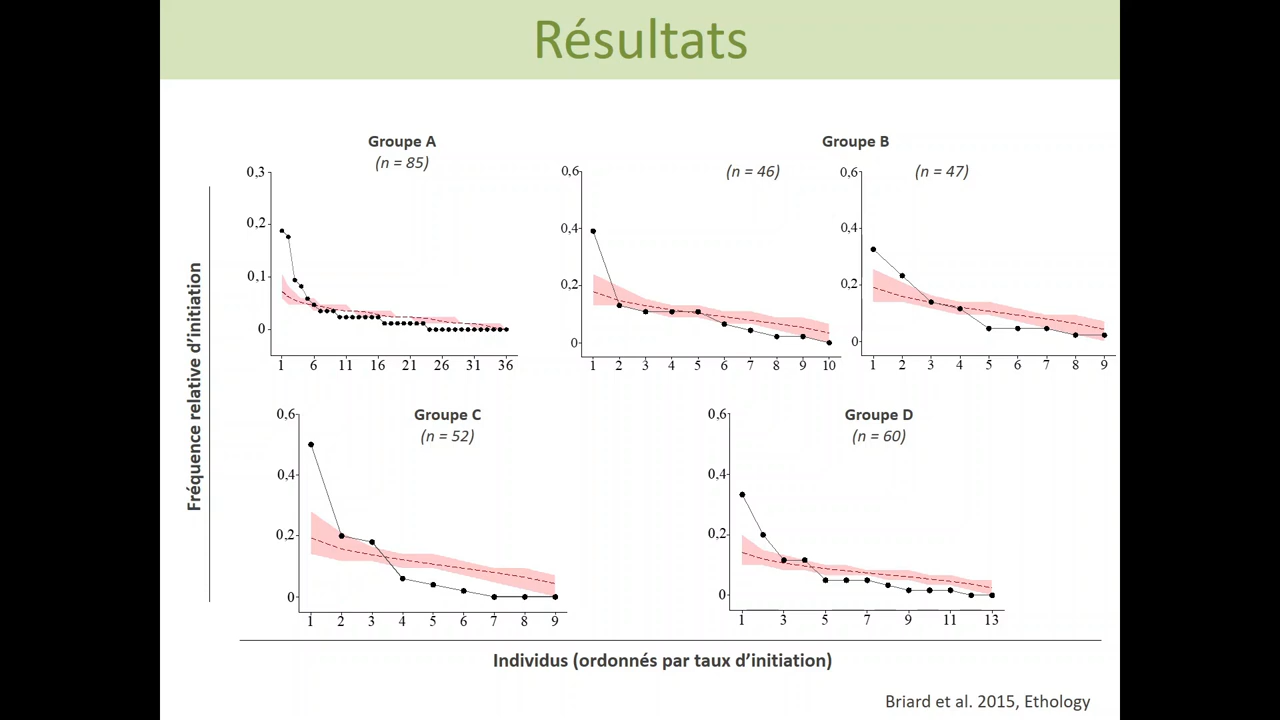 Résultats
Groupe A
(n = 85)
Groupe B
(n = 46)
(n = 47)
0,3
0,2
0,1
0
1 6 11 16 21 26 31 36
0,6
0,4
0,2
0
1 2 3 4 5 6 7 8 9 10
0,6
0,4
0,2
0
1 2 3 4 5 6 7 8 9
Fréquence relative d’initiation
Groupe C
(n = 52)
0,6
0,4
0,2
0
1 2 3 4 5 6 7 8 9
Groupe D
(n = 60)
0,6
0,4
0,2
0
1 3 5 7 9 11 13
Individus (ordonnés par taux d’initiation)
Briard et al. 2015, Ethology